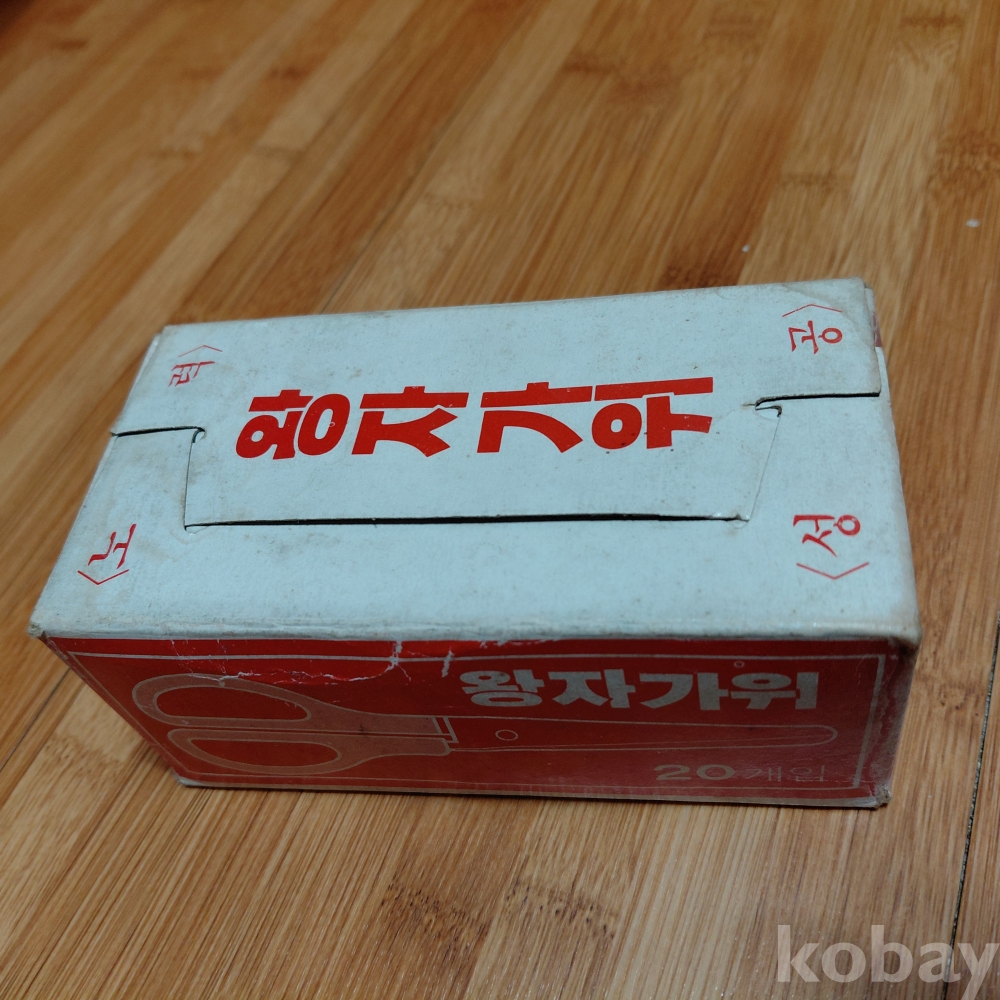 〈노 력〉
왕자가위
〈성 공〉
왕자가위
20개입
kobay